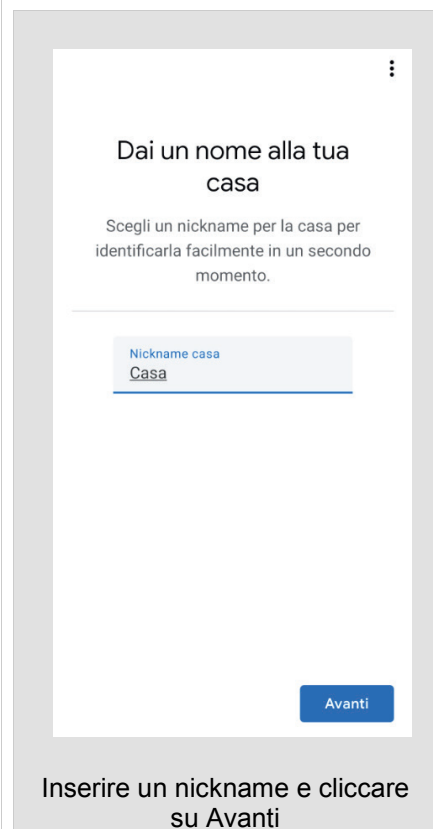 Dai un nome alla tua
casa
Scegli un nickname per la casa per
identificarla facilmente in un secondo
momento.
Nickname casa
Casa
Avanti
Inserire un nickname e cliccare
su Avanti